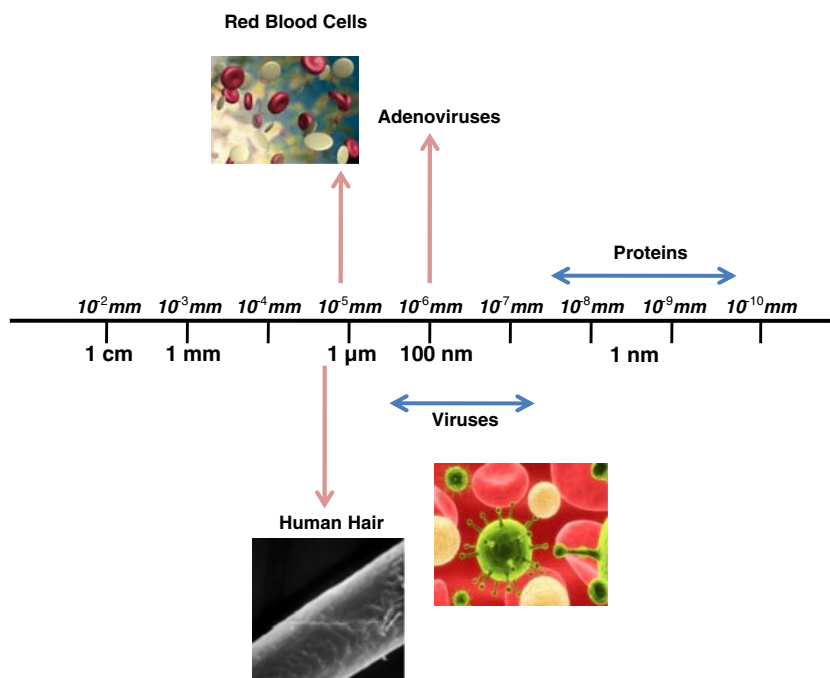 Red Blood Cells
Adenoviruses
Proteins
10⁻²mm 10⁻³mm 10⁻⁴mm 10⁻⁵mm 10⁻⁶mm 10⁻⁷mm 10⁻⁸mm 10⁻⁹mm 10⁻¹⁰mm
1 cm 1 mm 1 µm 100 nm 1 nm
Viruses
Human Hair